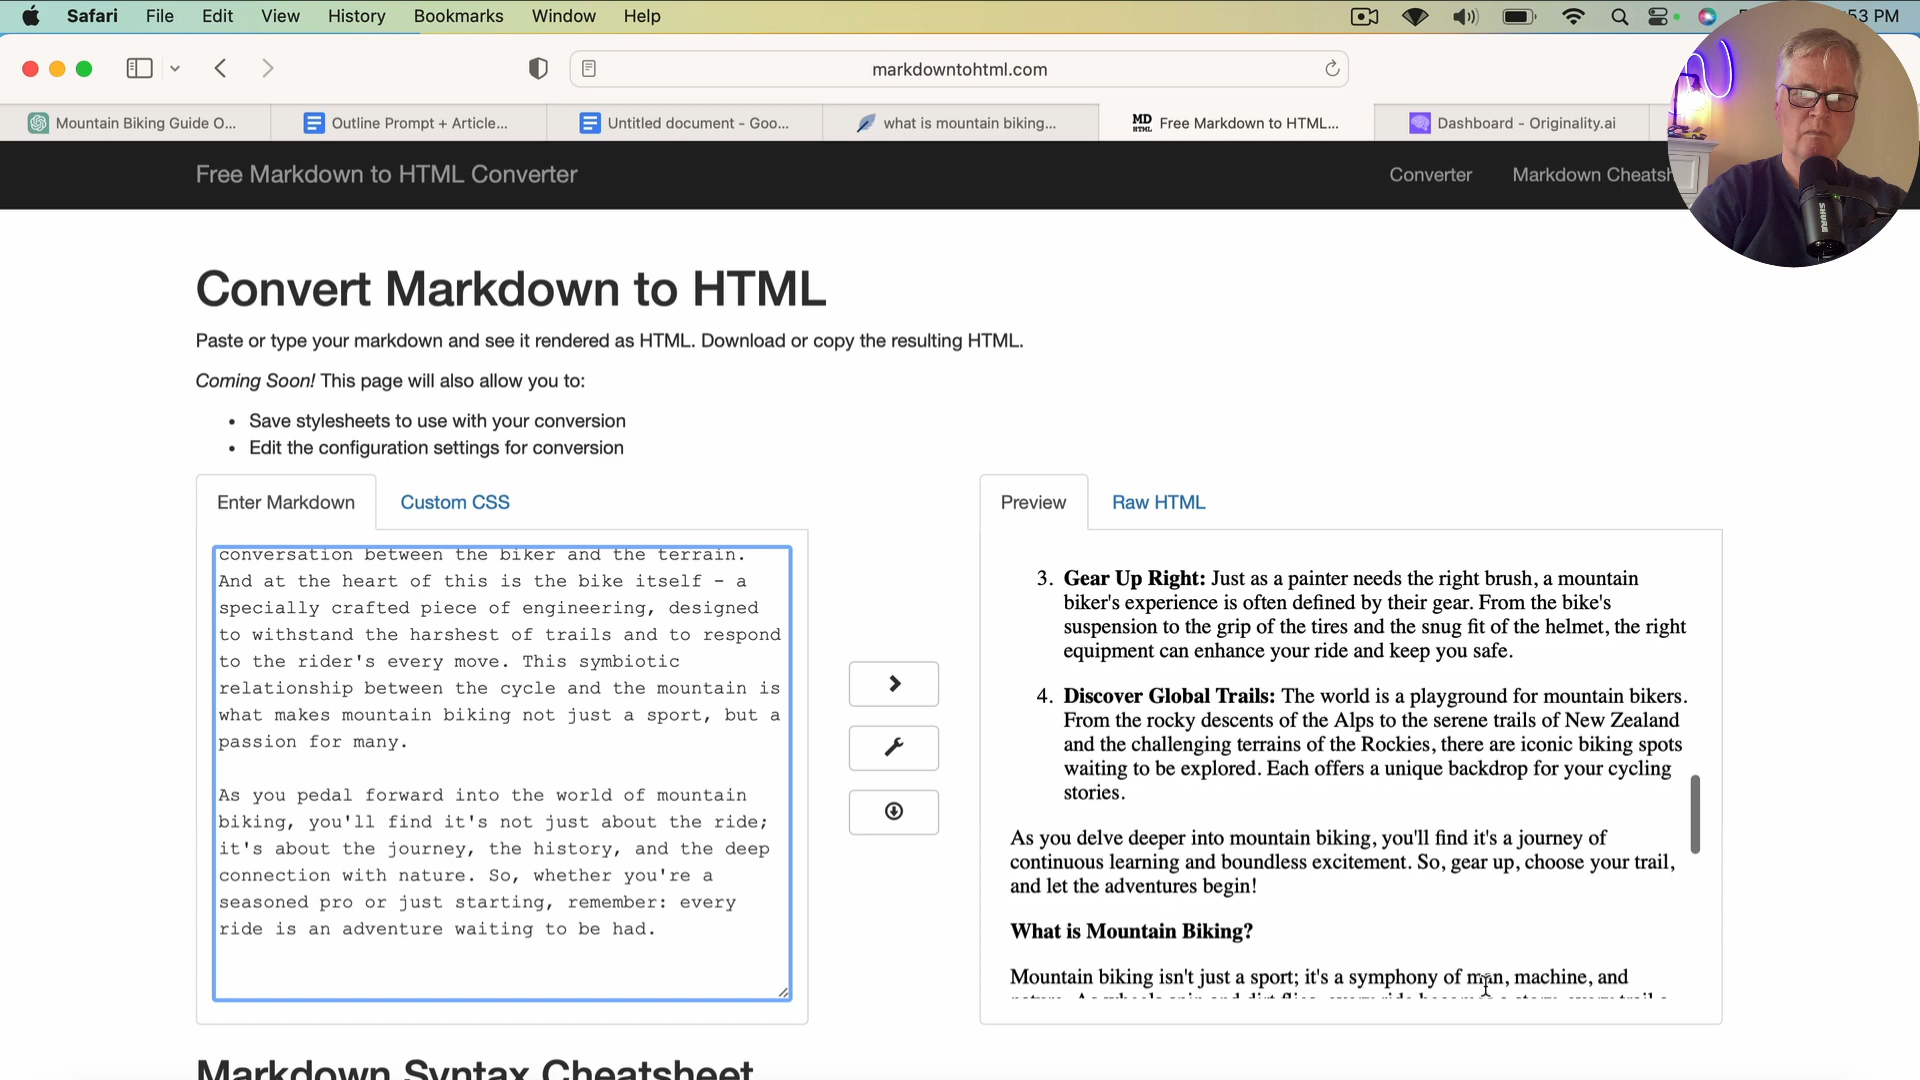 Safari File Edit View History Bookmarks Window Help 53 PM
markdowntohtml.com
Mountain Biking Guide O... Outline Prompt + Article... Untitled document - Goo... what is mountain biking... MD HTML Free Markdown to HTML... Dashboard - Originality.ai
Free Markdown to HTML Converter Converter Markdown Cheatsh
Convert Markdown to HTML
Paste or type your markdown and see it rendered as HTML. Download or copy the resulting HTML.
Coming Soon! This page will also allow you to:
• Save stylesheets to use with your conversion
• Edit the configuration settings for conversion
Enter Markdown Custom CSS
conversation between the biker and the terrain.
And at the heart of this is the bike itself - a
specially crafted piece of engineering, designed
to withstand the harshest of trails and to respond
to the rider's every move. This symbiotic
relationship between the cycle and the mountain is
what makes mountain biking not just a sport, but a
passion for many.
As you pedal forward into the world of mountain
biking, you'll find it's not just about the ride;
it's about the journey, the history, and the deep
connection with nature. So, whether you're a
seasoned pro or just starting, remember: every
ride is an adventure waiting to be had.
Preview Raw HTML
3. Gear Up Right: Just as a painter needs the right brush, a mountain
biker's experience is often defined by their gear. From the bike's
suspension to the grip of the tires and the snug fit of the helmet, the right
equipment can enhance your ride and keep you safe.
4. Discover Global Trails: The world is a playground for mountain bikers.
From the rocky descents of the Alps to the serene trails of New Zealand
and the challenging terrains of the Rockies, there are iconic biking spots
waiting to be explored. Each offers a unique backdrop for your cycling
stories.
As you delve deeper into mountain biking, you'll find it's a journey of
continuous learning and boundless excitement. So, gear up, choose your trail,
and let the adventures begin!
What is Mountain Biking?
Mountain biking isn't just a sport; it's a symphony of man, machine, and
Markdown Syntax Cheatsheet
SHURE